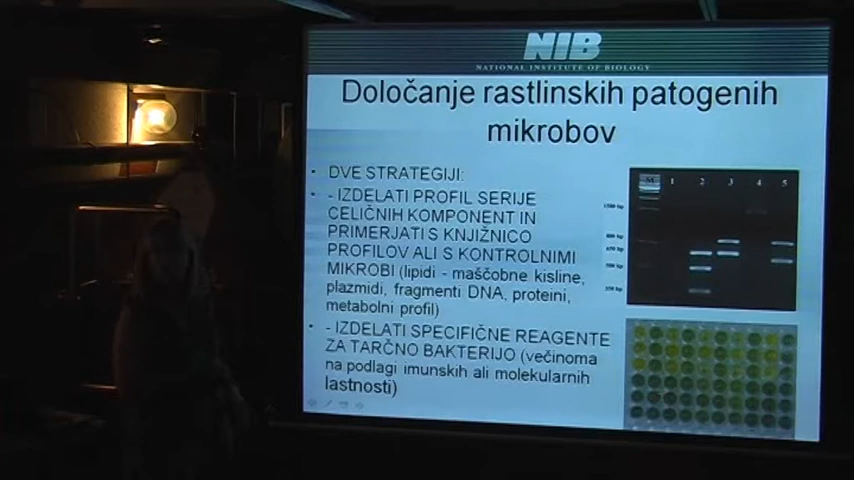 NIB
NATIONAL INSTITUTE OF BIOLOGY
Določanje rastlinskih patogenih
mikrobov
• DVE STRATEGIJI:
• - IZDELATI PROFIL SERIJE
CELIČNIH KOMPONENT IN
PRIMERJATI S KNJIŽNICO
PROFILOV ALI S KONTROLNIMI
MIKROBI (lipidi - maščobne kisline,
plazmidi, fragmenti DNA, proteini,
metabolni profil)
• - IZDELATI SPECIFIČNE REAGENTE
ZA TARČNO BAKTERIJO (večinoma
na podlagi imunskih ali molekularnih
lastnosti)
M 1 2 3 4 5